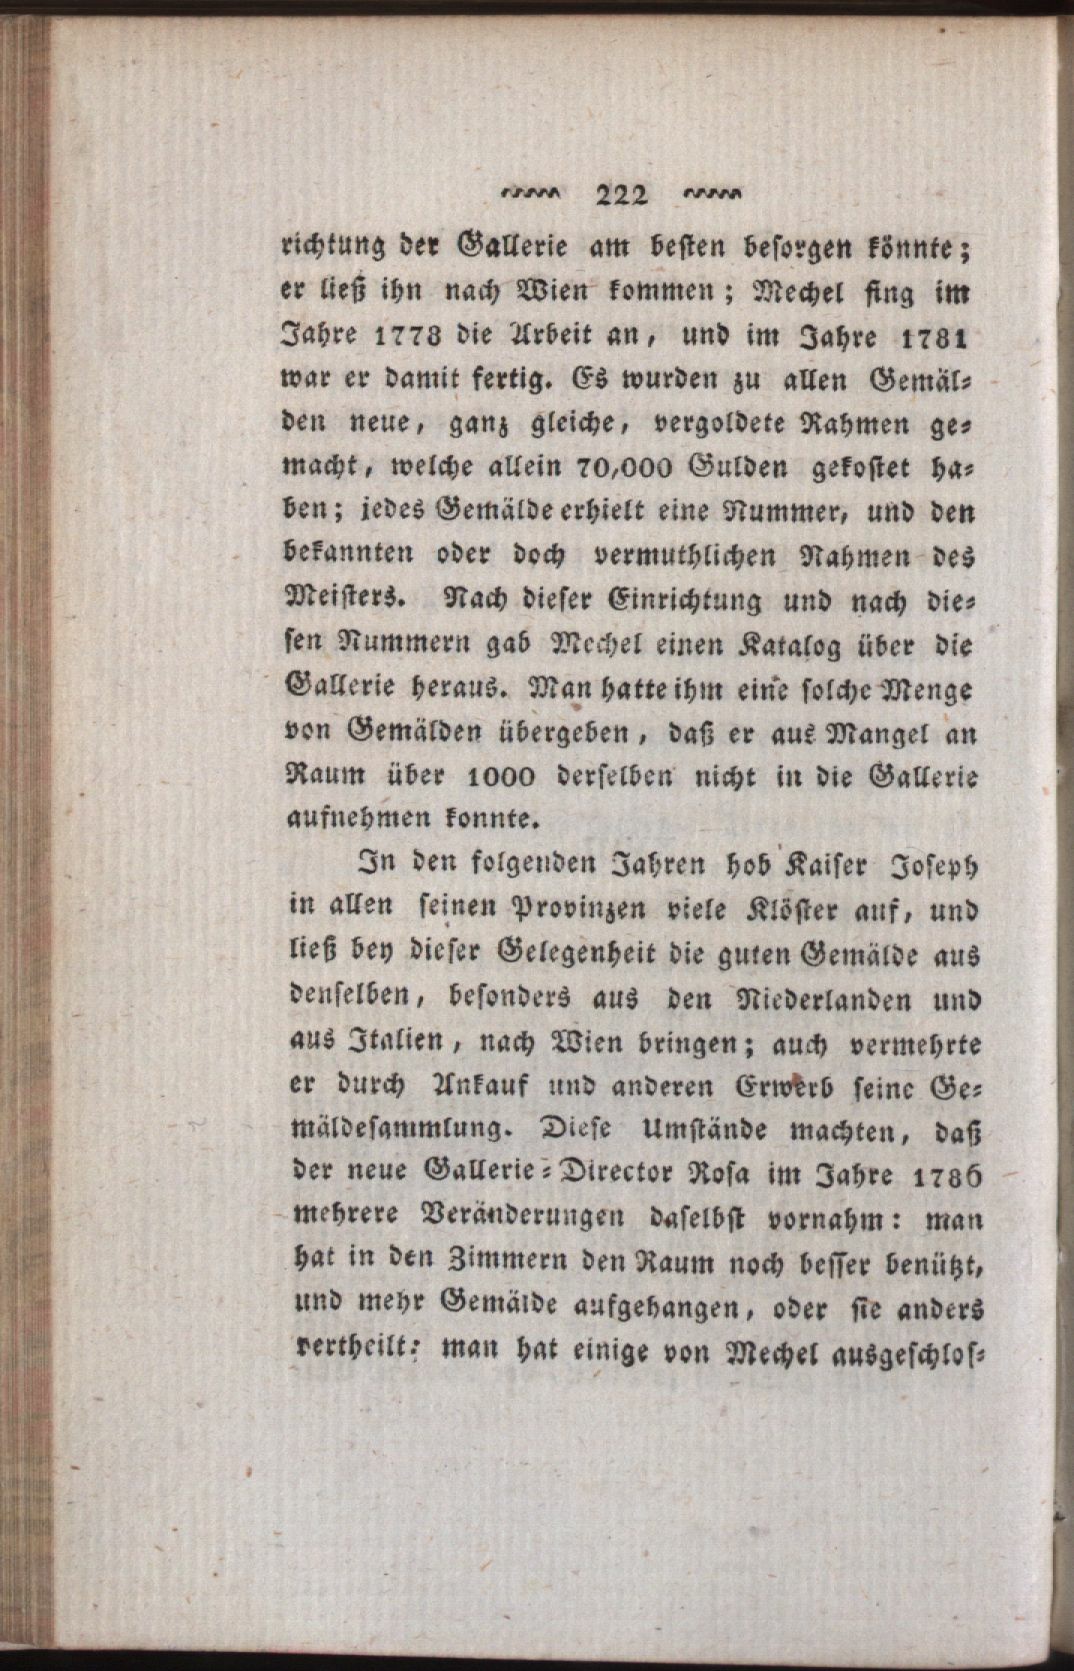 222
richtung der Gallerie am besten besorgen könnte;
er ließ ihn nach Wien kommen; Mechel fing im
Jahre 1778 die Arbeit an, und im Jahre 1781
war er damit fertig. Es wurden zu allen Gemäl-
den neue, ganz gleiche, vergoldete Rahmen ge-
macht, welche allein 70,000 Gulden gekostet ha-
ben; jedes Gemälde erhielt eine Nummer, und den
bekannten oder doch vermuthlichen Nahmen des
Meisters. Nach dieser Einrichtung und nach die-
sen Nummern gab Mechel einen Katalog über die
Gallerie heraus. Man hatte ihm eine solche Menge
von Gemälden übergeben, daß er aus Mangel an
Raum über 1000 derselben nicht in die Gallerie
aufnehmen konnte.
In den folgenden Jahren hob Kaiser Joseph
in allen seinen Provinzen viele Klöster auf, und
ließ bey dieser Gelegenheit die guten Gemälde aus
denselben, besonders aus den Niederlanden und
aus Italien, nach Wien bringen; auch vermehrte
er durch Ankauf und anderen Erwerb seine Ge-
mäldesammlung. Diese Umstände machten, daß
der neue Gallerie-Director Rosa im Jahre 1786
mehrere Veränderungen daselbst vornahm: man
hat in den Zimmern den Raum noch besser benützt,
und mehr Gemälde aufgehangen, oder sie anders
vertheilt: man hat einige von Mechel ausgeschlos-